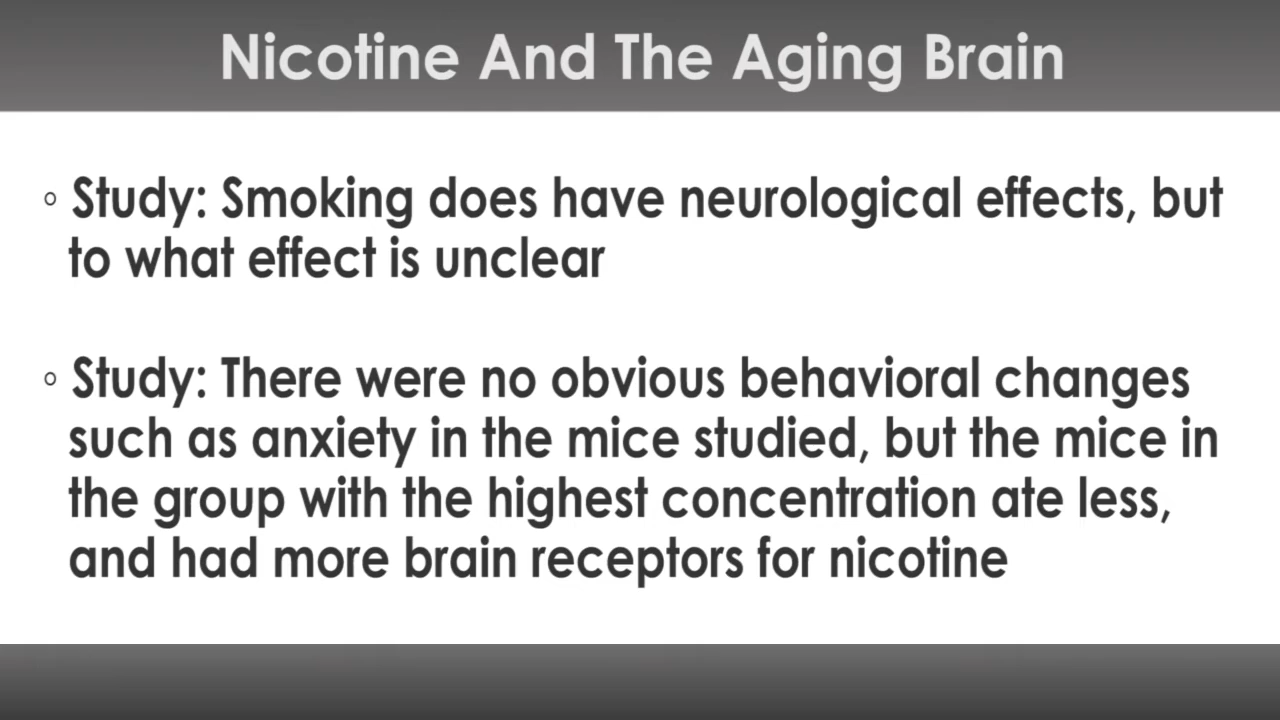 Nicotine And The Aging Brain
◦ Study: Smoking does have neurological effects, but
to what effect is unclear
◦ Study: There were no obvious behavioral changes
such as anxiety in the mice studied, but the mice in
the group with the highest concentration ate less,
and had more brain receptors for nicotine